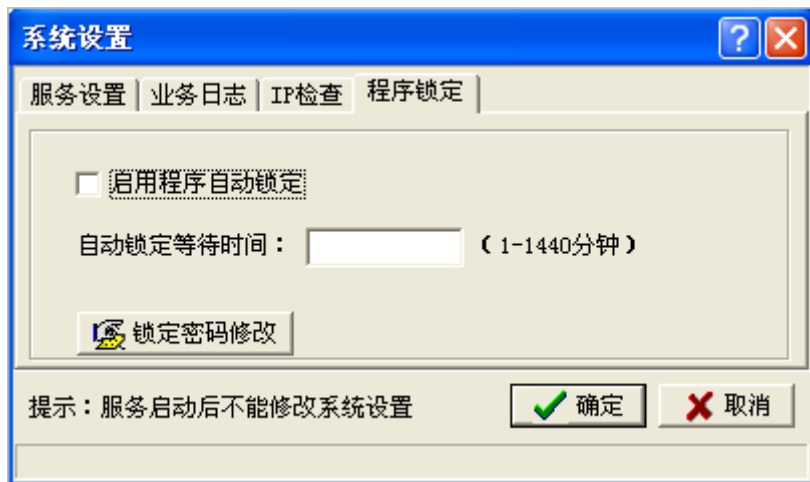 系统设置
服务设置 业务日志 IP检查 程序锁定
启用程序自动锁定
自动锁定等待时间： （1-1440分钟）
锁定密码修改
提示：服务启动后不能修改系统设置 确定 取消